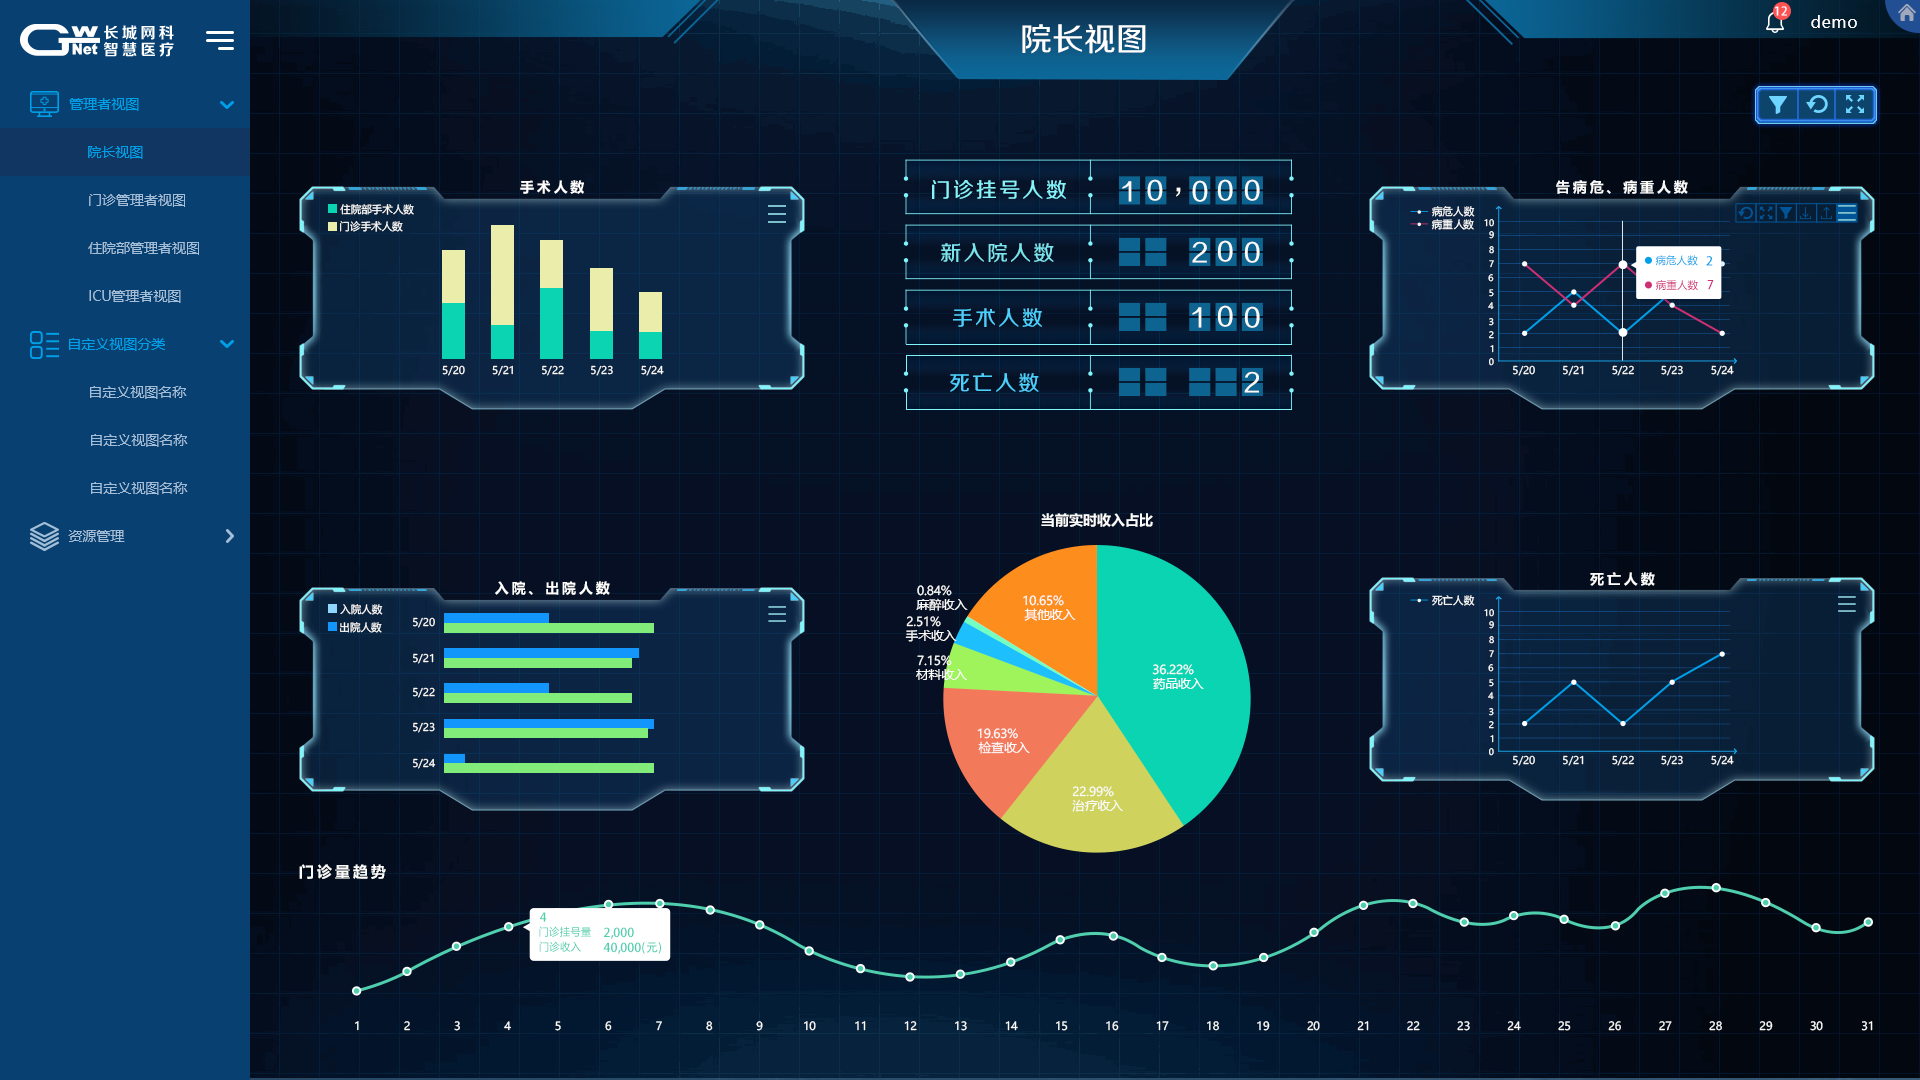 GW Net 长城网科 智慧医疗
管理者视图
院长视图
门诊管理者视图
住院部管理者视图
ICU管理者视图
自定义视图分类
自定义视图名称
自定义视图名称
自定义视图名称
资源管理
院长视图
12
demo
手术人数
住院部手术人数
门诊手术人数
5/20 5/21 5/22 5/23 5/24
门诊挂号人数 10,000
新入院人数 200
手术人数 100
死亡人数 2
告病危、病重人数
病危人数
病重人数
10
9
8
7
6
5
4
3
2
1
0
病危人数 2
病重人数 7
5/20 5/21 5/22 5/23 5/24
入院、出院人数
入院人数
出院人数
5/20
5/21
5/22
5/23
5/24
当前实时收入占比
0.84%
麻醉收入
2.51%
手术收入
7.15%
材料收入
10.65%
其他收入
36.22%
药品收入
19.63%
检查收入
22.99%
治疗收入
死亡人数
死亡人数
10
9
8
7
6
5
4
3
2
1
0
5/20 5/21 5/22 5/23 5/24
门诊量趋势
4
门诊挂号量 2,000
门诊收入 40,000(元)
1 2 3 4 5 6 7 8 9 10 11 12 13 14 15 16 17 18 19 20 21 22 23 24 25 26 27 28 29 30 31